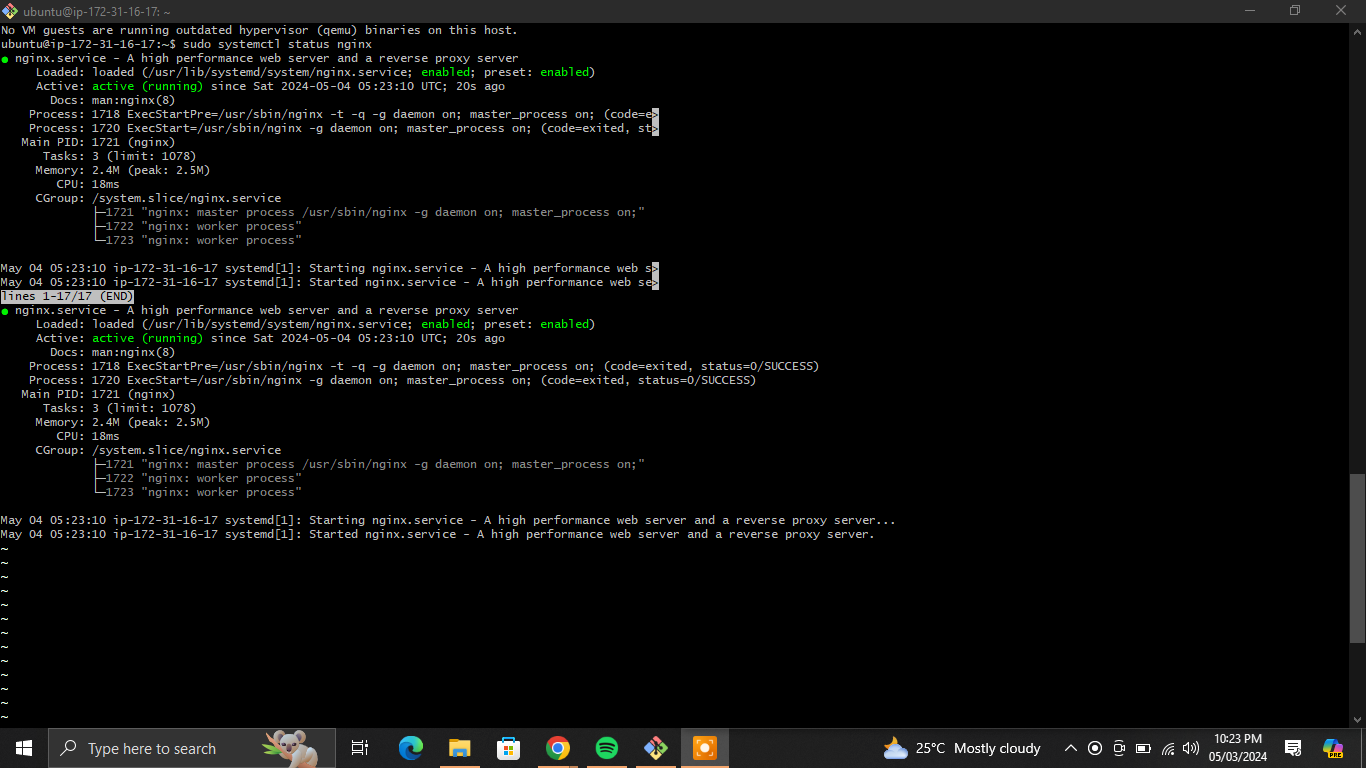 ubuntu@ip-172-31-16-17: ~
No VM guests are running outdated hypervisor (qemu) binaries on this host.
ubuntu@ip-172-31-16-17:~$ sudo systemctl status nginx
● nginx.service - A high performance web server and a reverse proxy server
     Loaded: loaded (/usr/lib/systemd/system/nginx.service; enabled; preset: enabled)
     Active: active (running) since Sat 2024-05-04 05:23:10 UTC; 20s ago
       Docs: man:nginx(8)
    Process: 1718 ExecStartPre=/usr/sbin/nginx -t -q -g daemon on; master_process on; (code=e>
    Process: 1720 ExecStart=/usr/sbin/nginx -g daemon on; master_process on; (code=exited, st>
   Main PID: 1721 (nginx)
      Tasks: 3 (limit: 1078)
     Memory: 2.4M (peak: 2.5M)
        CPU: 18ms
     CGroup: /system.slice/nginx.service
             ├─1721 "nginx: master process /usr/sbin/nginx -g daemon on; master_process on;"
             ├─1722 "nginx: worker process"
             └─1723 "nginx: worker process"
May 04 05:23:10 ip-172-31-16-17 systemd[1]: Starting nginx.service - A high performance web s>
May 04 05:23:10 ip-172-31-16-17 systemd[1]: Started nginx.service - A high performance web se>
lines 1-17/17 (END)
● nginx.service - A high performance web server and a reverse proxy server
     Loaded: loaded (/usr/lib/systemd/system/nginx.service; enabled; preset: enabled)
     Active: active (running) since Sat 2024-05-04 05:23:10 UTC; 20s ago
       Docs: man:nginx(8)
    Process: 1718 ExecStartPre=/usr/sbin/nginx -t -q -g daemon on; master_process on; (code=exited, status=0/SUCCESS)
    Process: 1720 ExecStart=/usr/sbin/nginx -g daemon on; master_process on; (code=exited, status=0/SUCCESS)
   Main PID: 1721 (nginx)
      Tasks: 3 (limit: 1078)
     Memory: 2.4M (peak: 2.5M)
        CPU: 18ms
     CGroup: /system.slice/nginx.service
             ├─1721 "nginx: master process /usr/sbin/nginx -g daemon on; master_process on;"
             ├─1722 "nginx: worker process"
             └─1723 "nginx: worker process"
May 04 05:23:10 ip-172-31-16-17 systemd[1]: Starting nginx.service - A high performance web server and a reverse proxy server...
May 04 05:23:10 ip-172-31-16-17 systemd[1]: Started nginx.service - A high performance web server and a reverse proxy server.
~
~
~
~
~
~
~
~
~
~
~
~
~
Type here to search
25°C Mostly cloudy
10:23 PM
05/03/2024
PRE